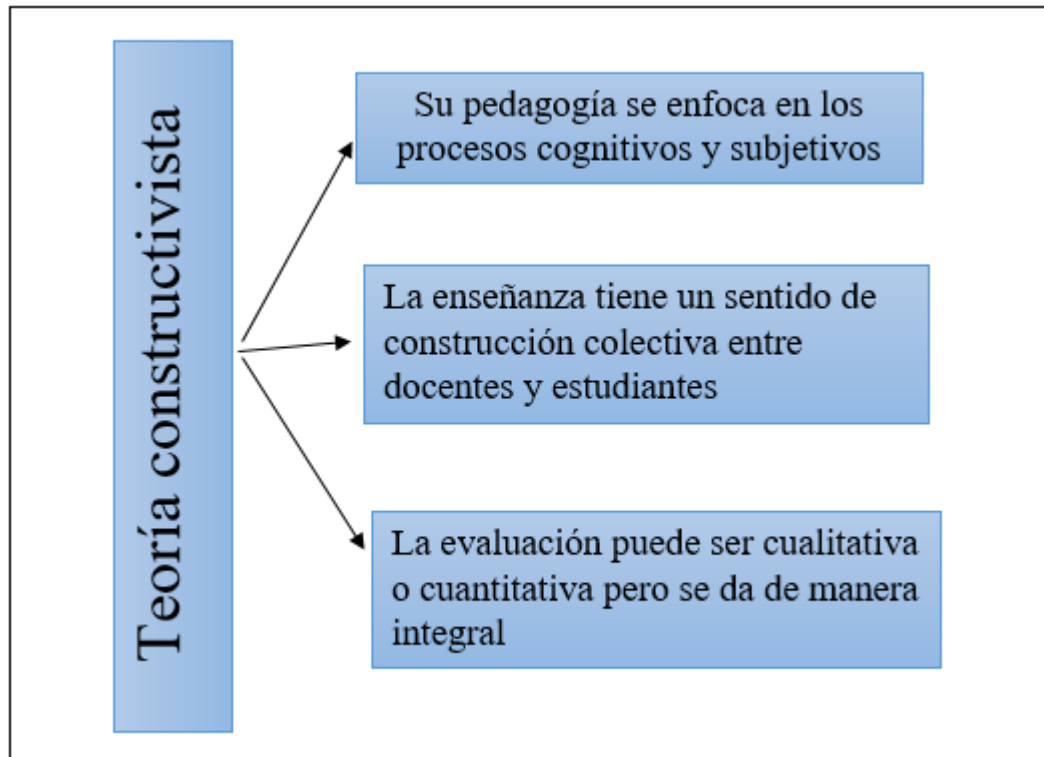 Teoría constructivista
Su pedagogía se enfoca en los
procesos cognitivos y subjetivos
La enseñanza tiene un sentido de
construcción colectiva entre
docentes y estudiantes
La evaluación puede ser cualitativa
o cuantitativa pero se da de manera
integral